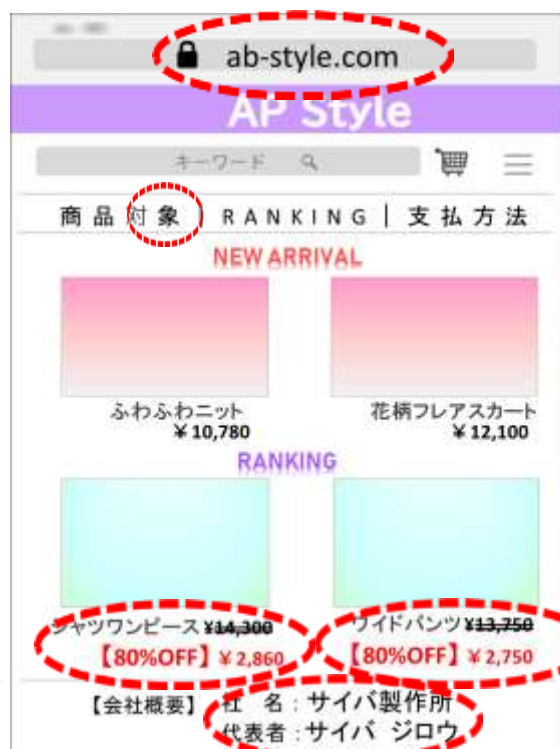 ab-style.com
AP Style
キーワード
商品対象 | RANKING | 支払方法
NEW ARRIVAL
ふわふわニット 花柄フレアスカート
¥10,780 ¥12,100
RANKING
シャツワンピース ¥14,300 ワイドパンツ ¥13,750
【80%OFF】¥2,860 【80%OFF】¥2,750
【会社概要】 社 名:サイバ製作所
代表者:サイバ ジロウ